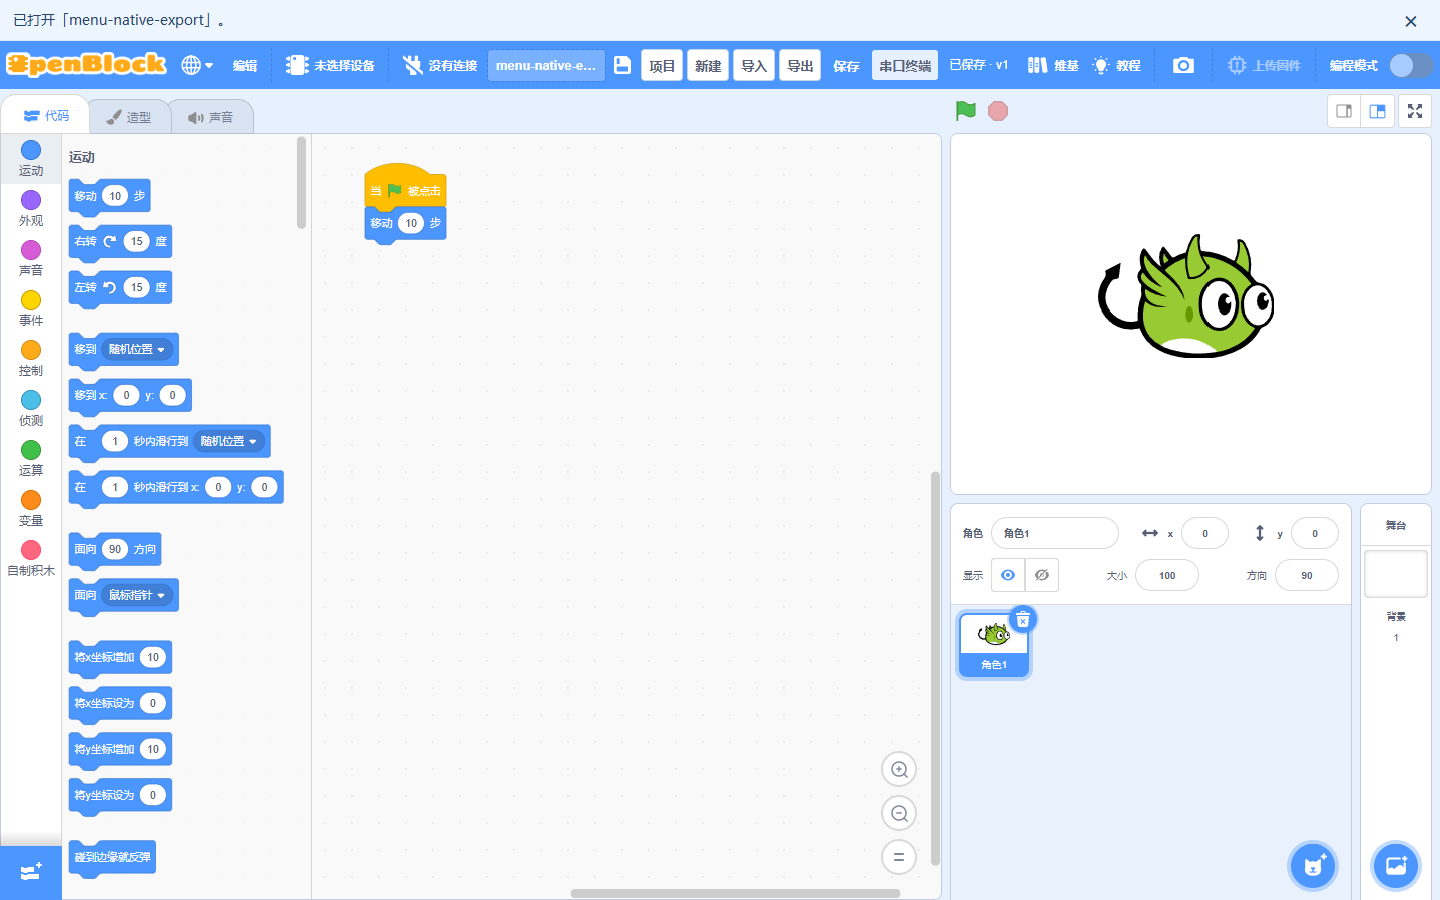 已打开「menu-native-export」。
OpenBlock
编辑
未选择设备
没有连接
menu-native-e...
项目
新建
导入
导出
保存
串口终端
已保存 · v1
维基
教程
上传固件
编程模式
代码
造型
声音
运动
外观
声音
事件
控制
侦测
运算
变量
自制积木
运动
移动 10 步
右转 15 度
左转 15 度
移到 随机位置
移到 x: 0 y: 0
在 1 秒内滑行到 随机位置
在 1 秒内滑行到 x: 0 y: 0
面向 90 方向
面向 鼠标指针
将x坐标增加 10
将x坐标设为 0
将y坐标增加 10
将y坐标设为 0
碰到边缘就反弹
当 被点击
移动 10 步
角色 角色1 x 0 y 0
显示 大小 100 方向 90
角色1
舞台
背景
1